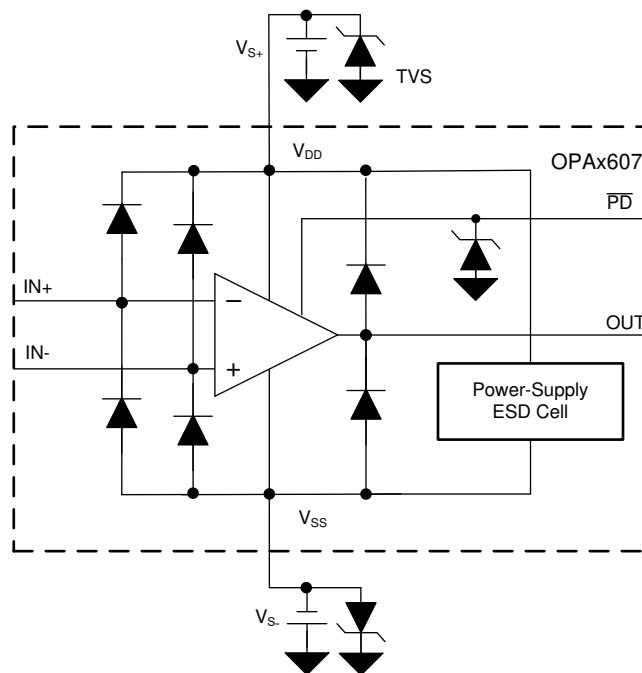 V_S+
TVS
V_DD
OPAx607
PD
IN+
−
OUT
IN-
+
Power-Supply
ESD Cell
V_SS
V_S-